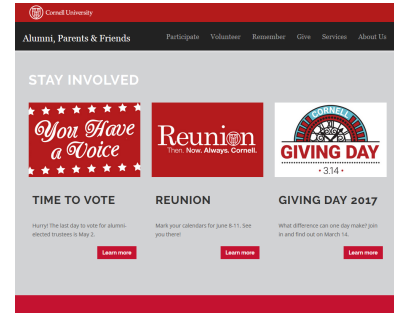 Cornell University
Alumni, Parents & Friends
Participate Volunteer Remember Give Services About Us
STAY INVOLVED
You Have
a Voice
Reunion
Then. Now. Always. Cornell.
CORNELL
GIVING DAY
• 3.14 •
TIME TO VOTE
Hurry! The last day to vote for alumni-
elected trustees is May 2.
Learn more
REUNION
Mark your calendars for June 8-11. See
you there!
Learn more
GIVING DAY 2017
What difference can one day make? Join
in and find out on March 14.
Learn more